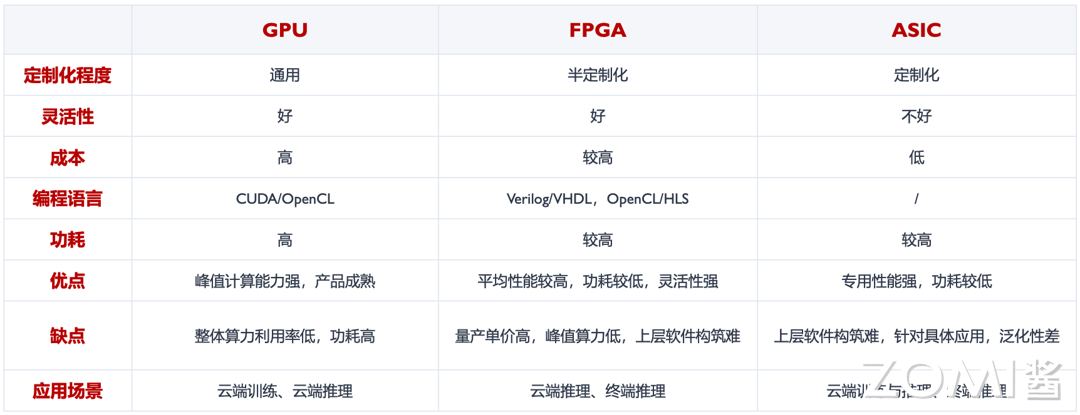 GPU FPGA ASIC
定制化程度 通用 半定制化 定制化
灵活性 好 好 不好
成本 高 较高 低
编程语言 CUDA/OpenCL Verilog/VHDL，OpenCL/HLS /
功耗 高 较高 较高
优点 峰值计算能力强，产品成熟 平均性能较高，功耗较低，灵活性强 专用性能强，功耗较低
缺点 整体算力利用率低，功耗高 量产单价高，峰值算力低，上层软件构筑难 上层软件构筑难，针对具体应用，泛化性差
应用场景 云端训练、云端推理 云端推理、终端推理 云端训练与推理、终端推理
ZOMI酱